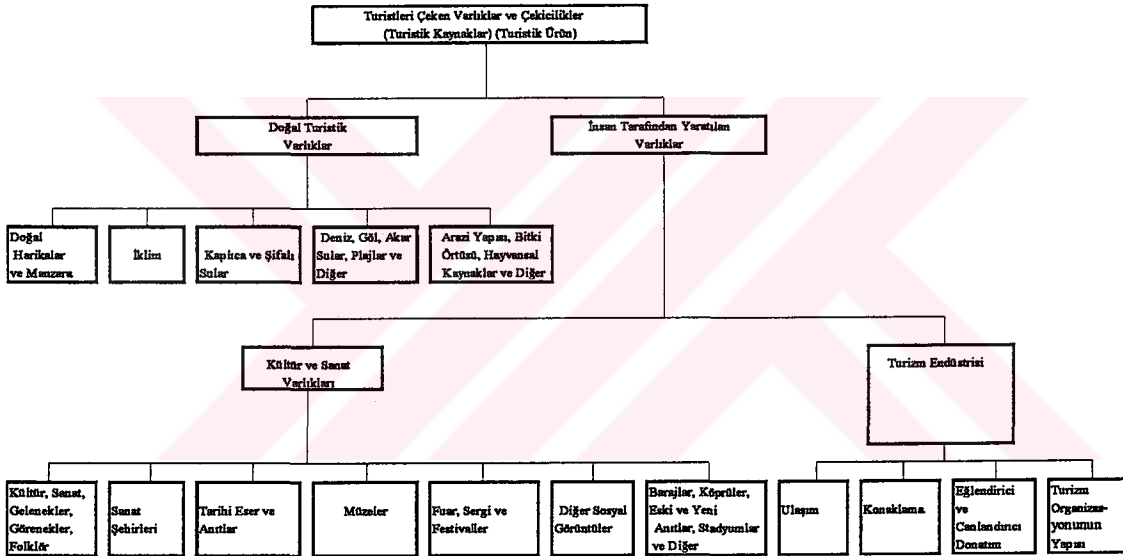 Turistleri Çeken Varlıklar ve Çekicilikler
(Turistik Kaynaklar) (Turistik Ürün)
Doğal Turistik
Varlıklar
İnsan Tarafından Yaratılan
Varlıklar
Doğal
Harikalar
ve Manzara
İklim
Kaplıca ve Şifalı
Sular
Deniz, Göl, Akar
Sular, Plajlar ve
Diğer
Arazi Yapısı, Bitki
Örtüsü, Hayvansal
Kaynaklar ve Diğer
Kültür ve Sanat
Varlıkları
Turizm Endüstrisi
Kültür, Sanat,
Gelenekler,
Görenekler,
Folklör
Sanat
Şehirleri
Tarihi Eser ve
Anıtlar
Müzeler
Fuar, Sergi ve
Festivaller
Diğer Sosyal
Görüntüler
Barajlar, Köprüler,
Eski ve Yeni
Anıtlar, Stadyumlar
ve Diğer
Ulaşım
Konaklama
Eğlendirici
ve
Canlandırıcı
Donatım
Turizm
Organizas-
yonunun
Yapısı